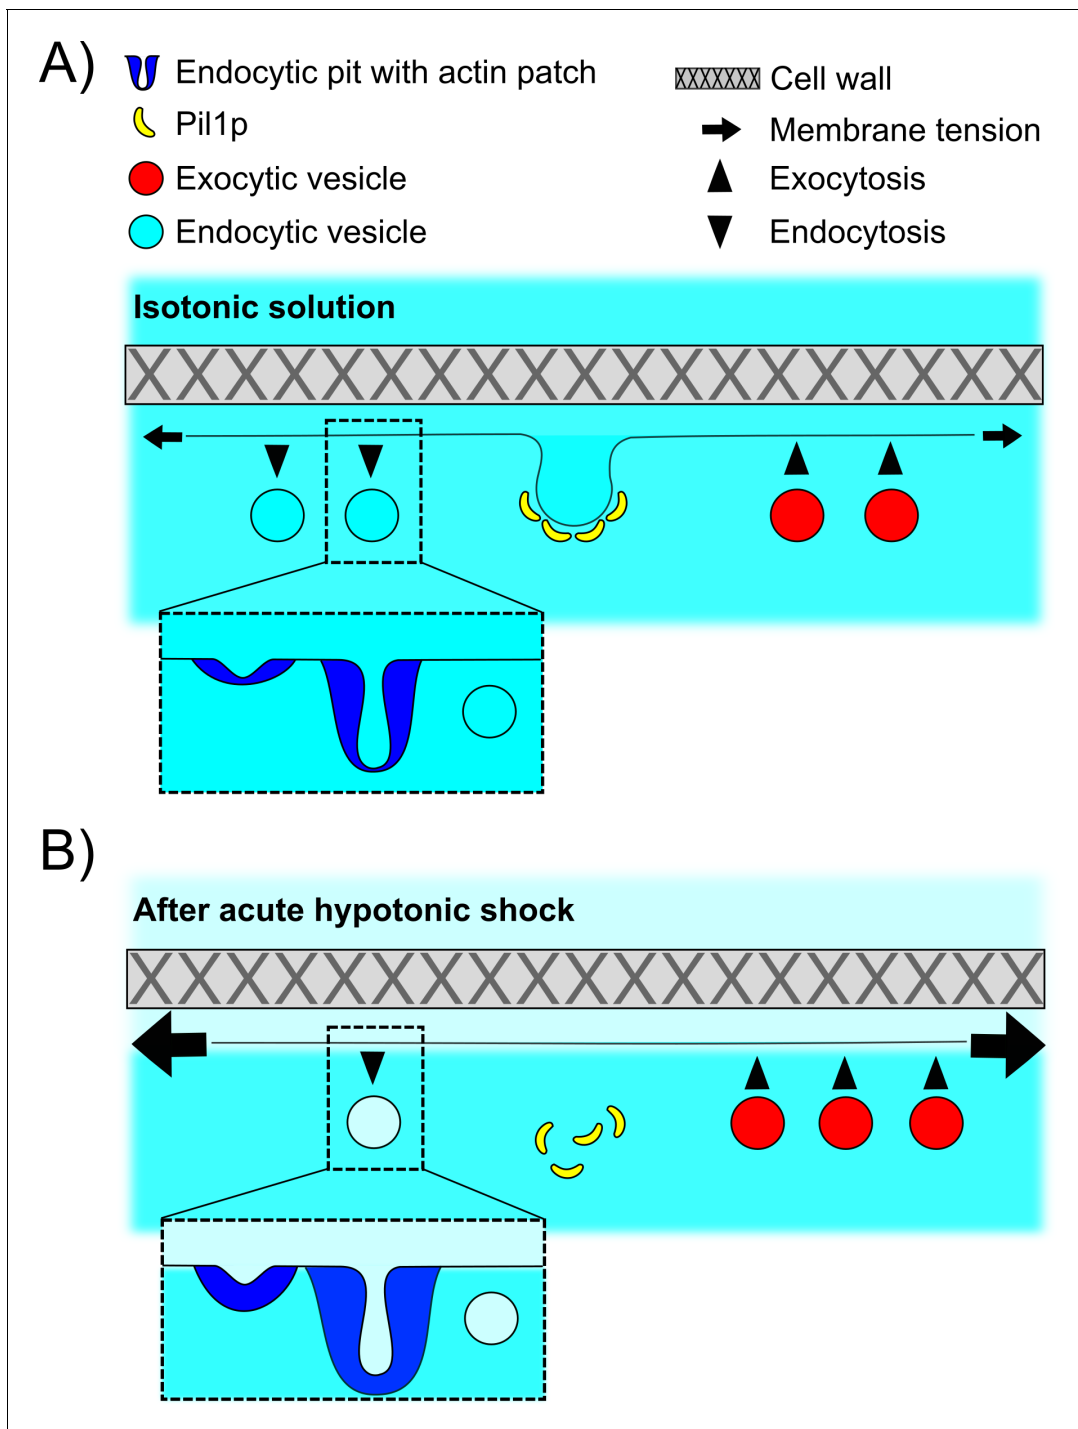 A)
Endocytic pit with actin patch
Pil1p
Exocytic vesicle
Endocytic vesicle
Cell wall
Membrane tension
Exocytosis
Endocytosis
Isotonic solution
B)
After acute hypotonic shock